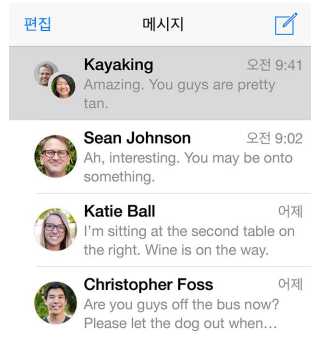 편집 메시지
Kayaking 오전 9:41
Amazing. You guys are pretty
tan.
Sean Johnson 오전 9:02
Ah, interesting. You may be onto
something.
Katie Ball 어제
I'm sitting at the second table on
the right. Wine is on the way.
Christopher Foss 어제
Are you guys off the bus now?
Please let the dog out when…